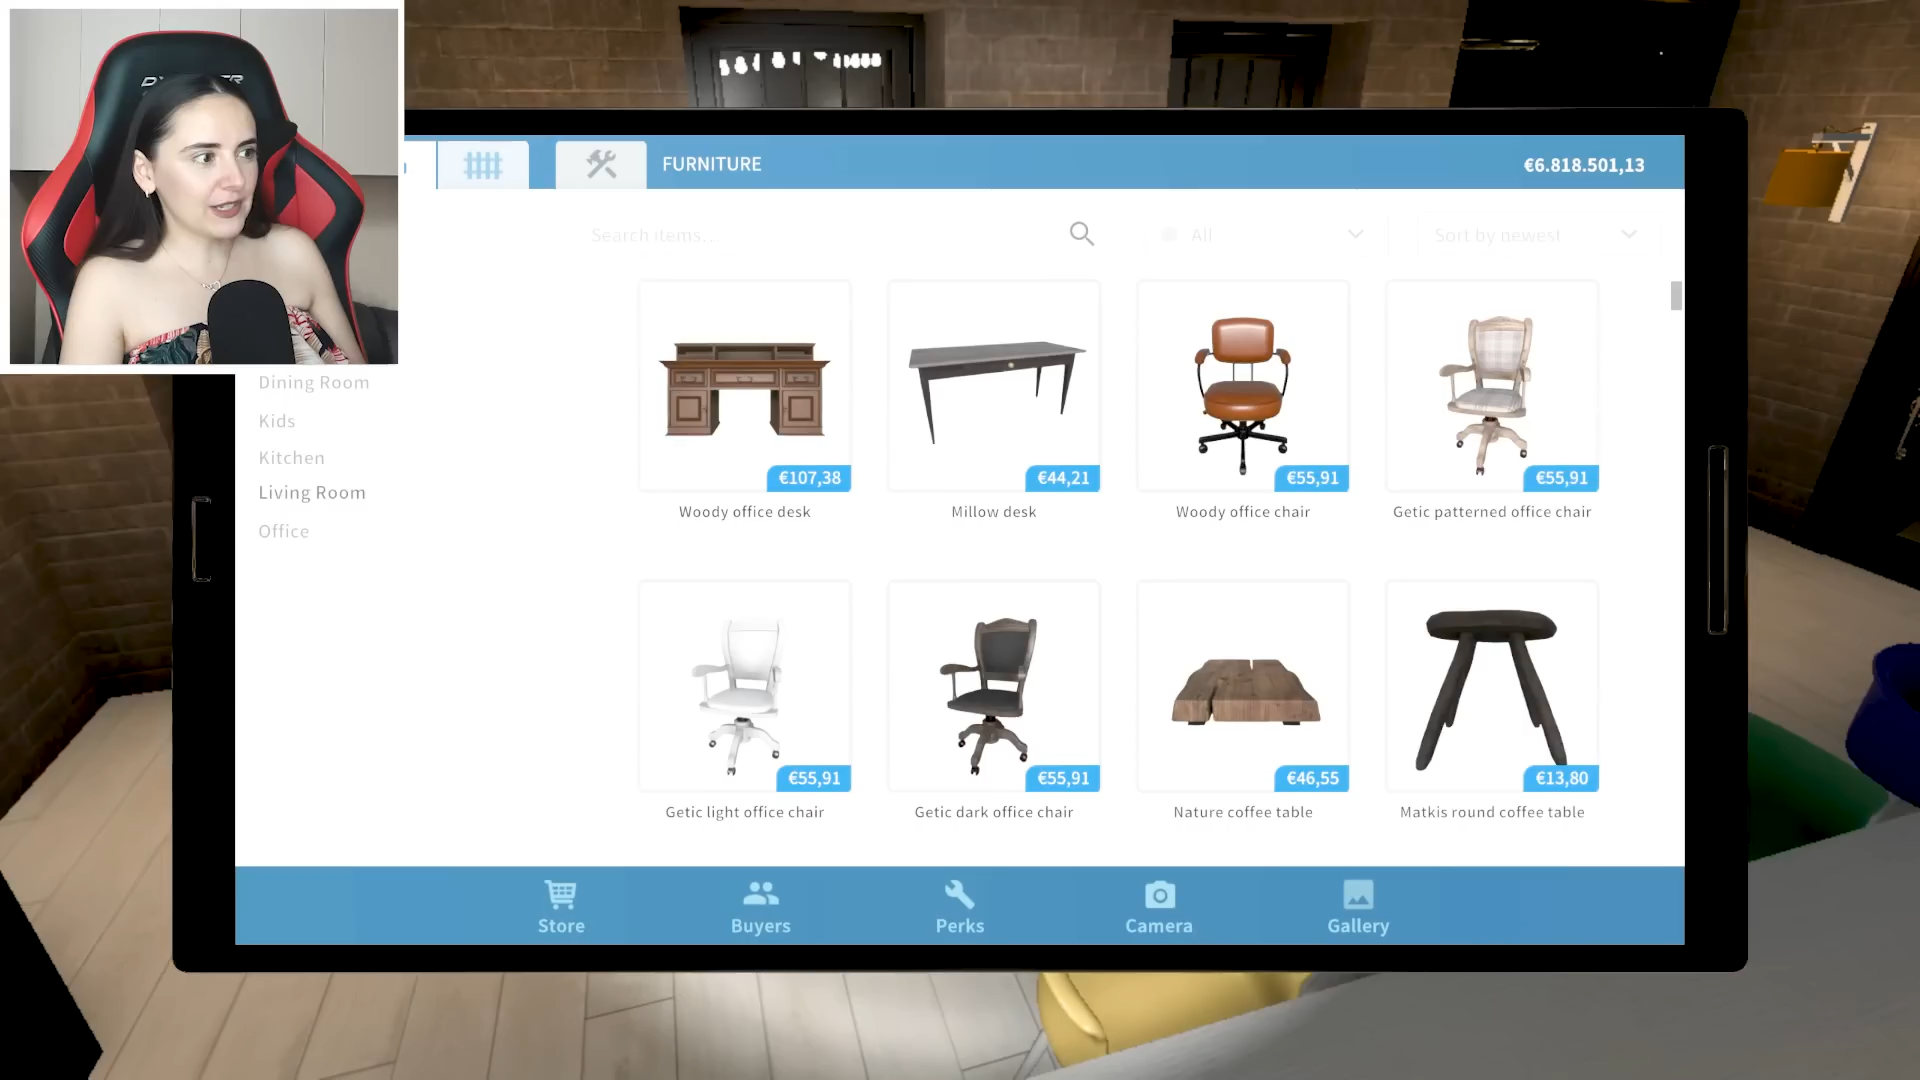 FURNITURE
€6.818.501,13
Search items...
All
Sort by newest
Dining Room
Kids
Kitchen
Living Room
Office
€107,38
€44,21
€55,91
€55,91
Woody office desk
Millow desk
Woody office chair
Getic patterned office chair
€55,91
€55,91
€46,55
€13,80
Getic light office chair
Getic dark office chair
Nature coffee table
Matkis round coffee table
Store
Buyers
Perks
Camera
Gallery